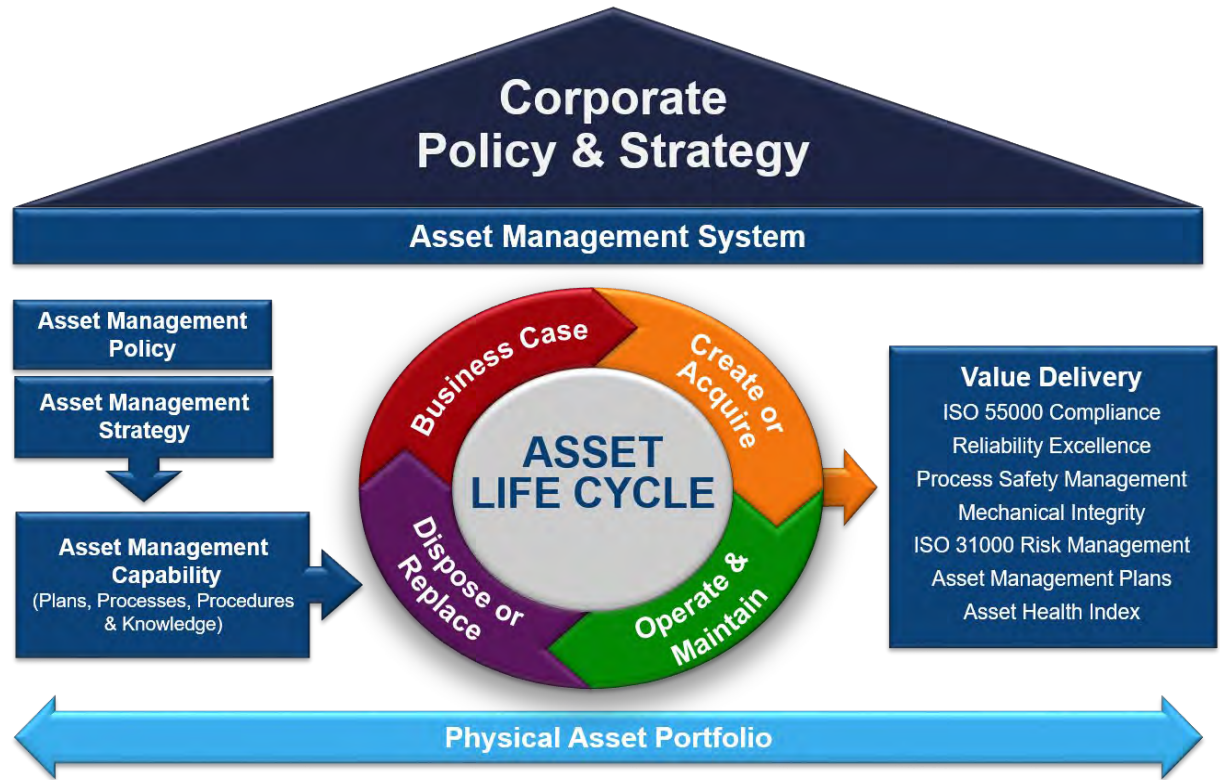 Corporate
Policy & Strategy
Asset Management System
Asset Management
Policy
Asset Management
Strategy
Asset Management
Capability
(Plans, Processes, Procedures
& Knowledge)
Business Case
Create or
Acquire
Operate &
Maintain
Dispose or
Replace
ASSET
LIFE CYCLE
Value Delivery
ISO 55000 Compliance
Reliability Excellence
Process Safety Management
Mechanical Integrity
ISO 31000 Risk Management
Asset Management Plans
Asset Health Index
Physical Asset Portfolio